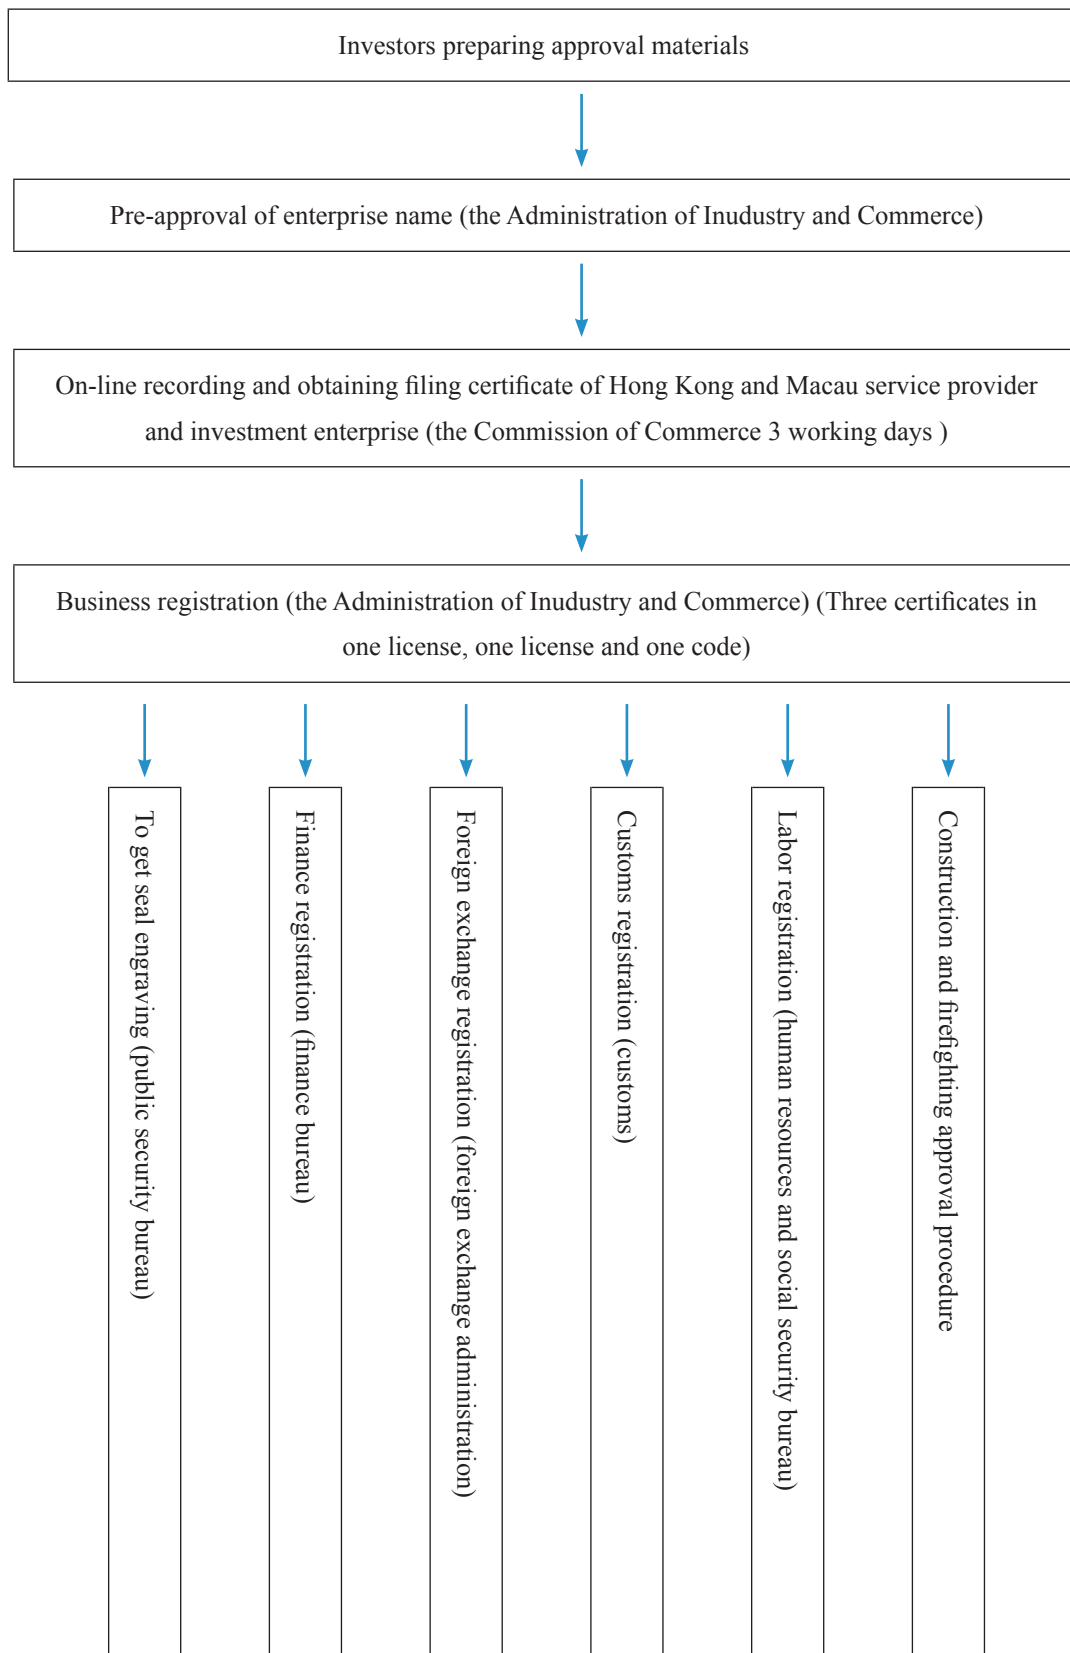 Investors preparing approval materials
Pre-approval of enterprise name (the Administration of Inudustry and Commerce)
On-line recording and obtaining filing certificate of Hong Kong and Macau service provider
and investment enterprise (the Commission of Commerce 3 working days )
Business registration (the Administration of Inudustry and Commerce) (Three certificates in
one license, one license and one code)
To get seal engraving (public security bureau)
Finance registration (finance bureau)
Foreign exchange registration (foreign exchange administration)
Customs registration (customs)
Labor registration (human resources and social security bureau)
Construction and firefighting approval procedure